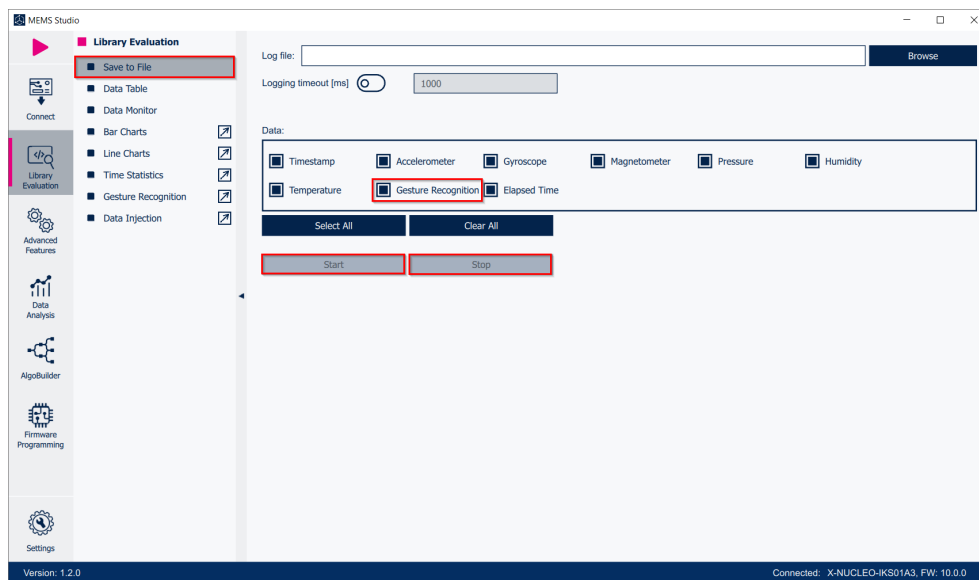 MEMS Studio
Connect
Library
Evaluation
Advanced
Features
Data
Analysis
AlgoBuilder
Firmware
Programming
Settings
Library Evaluation
Save to File
Data Table
Data Monitor
Bar Charts
Line Charts
Time Statistics
Gesture Recognition
Data Injection
Log file:
Browse
Logging timeout [ms]
1000
Data:
Timestamp Accelerometer Gyroscope Magnetometer Pressure Humidity
Temperature Gesture Recognition Elapsed Time
Select All Clear All
Start Stop
Version: 1.2.0
Connected: X-NUCLEO-IKS01A3, FW: 10.0.0